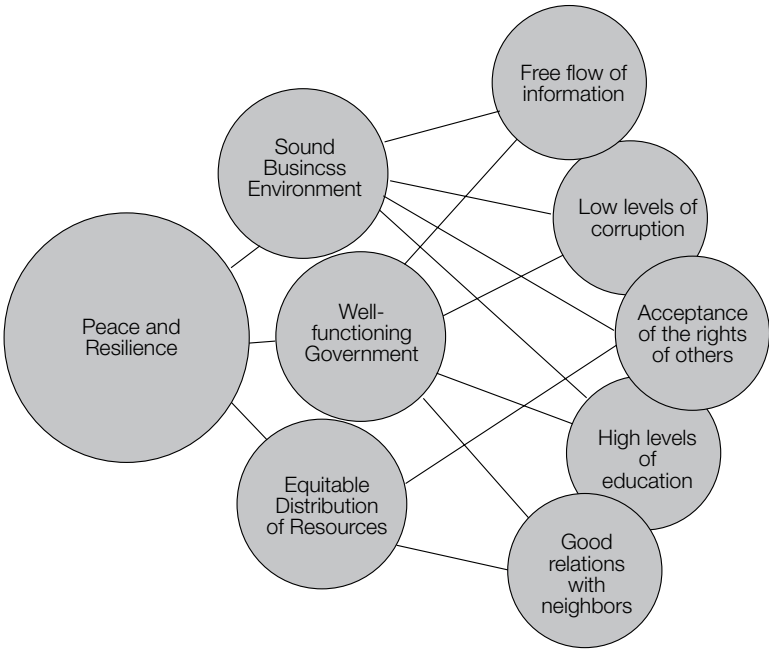 Peace and
Resilience
Sound
Busincss
Environment
Well-
functioning
Government
Equitable
Distribution
of Resources
Free flow of
information
Low levels of
corruption
Acceptance
of the rights
of others
High levels
of
education
Good
relations
with
neighbors